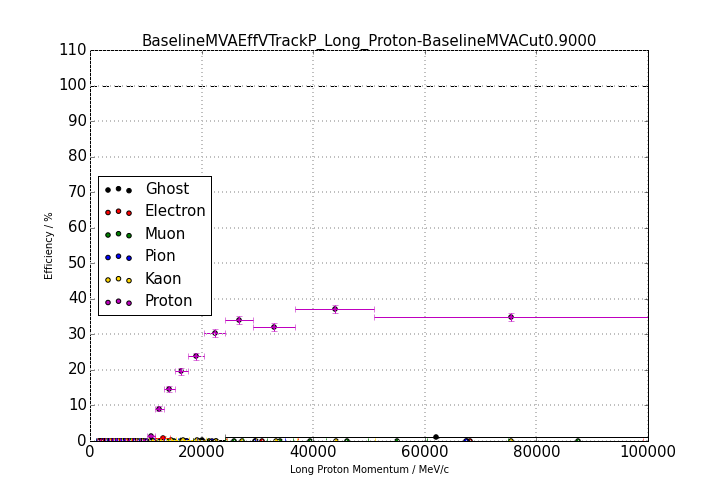 BaselineMVAEffVTrackP_Long_Proton-BaselineMVACut0.9000
110
100
90
80
70
60
50
40
30
20
10
0
Efficiency / %
Ghost
Electron
Muon
Pion
Kaon
Proton
0 20000 40000 60000 80000 100000
Long Proton Momentum / MeV/c